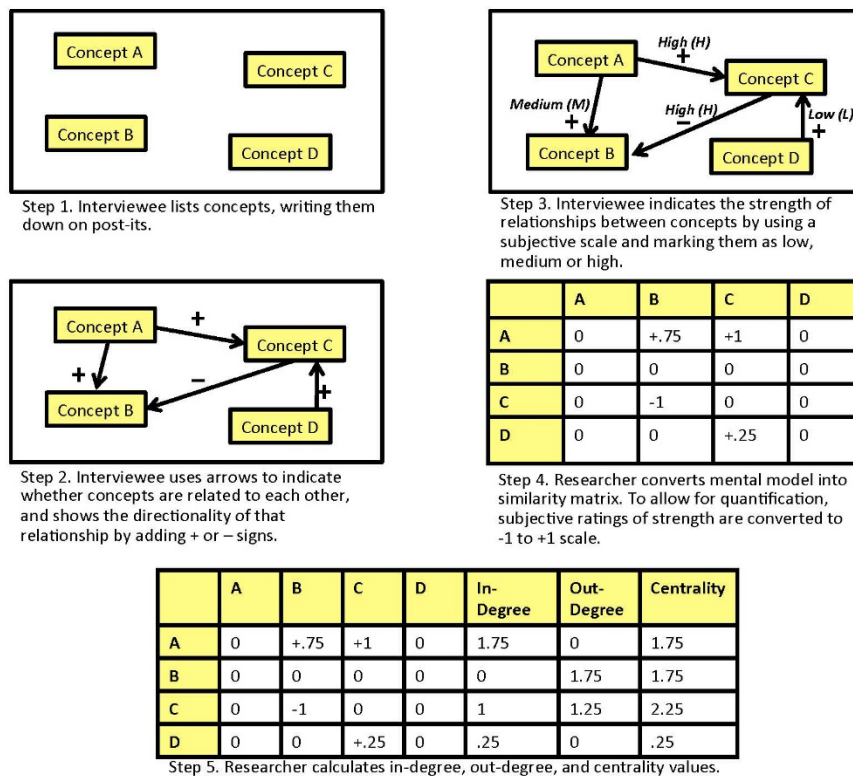 Concept A
Concept C
Concept B
Concept D
Step 1. Interviewee lists concepts, writing them
down on post-its.
Concept A
High (H)
+
Concept C
Medium (M)
+
High (H)
–
Low (L)
+
Concept B
Concept D
Step 3. Interviewee indicates the strength of
relationships between concepts by using a
subjective scale and marking them as low,
medium or high.
Concept A
+
Concept C
+
–
+
Concept B
Concept D
Step 2. Interviewee uses arrows to indicate
whether concepts are related to each other,
and shows the directionality of that
relationship by adding + or – signs.
A B C D
A 0 +.75 +1 0
B 0 0 0 0
C 0 -1 0 0
D 0 0 +.25 0
Step 4. Researcher converts mental model into
similarity matrix. To allow for quantification,
subjective ratings of strength are converted to
-1 to +1 scale.
A B C D In- Out- Centrality
Degree Degree
A 0 +.75 +1 0 1.75 0 1.75
B 0 0 0 0 0 1.75 1.75
C 0 -1 0 0 1 1.25 2.25
D 0 0 +.25 0 .25 0 .25
Step 5. Researcher calculates in-degree, out-degree, and centrality values.